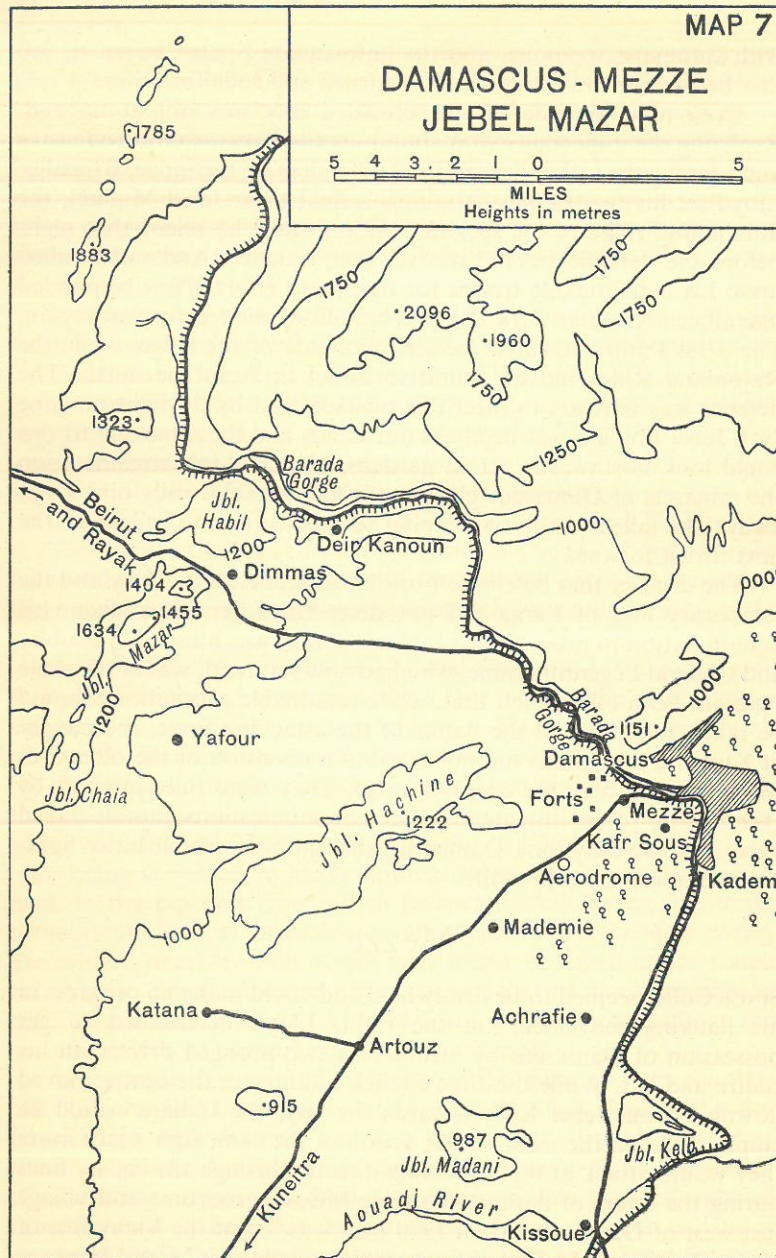 MAP 7
DAMASCUS - MEZZE
JEBEL MAZAR
5 4 3 2 1 0 5
MILES
Heights in metres
1785
1883
1750
1750
1750
2096
1960
1750
1323
1250
Barada
Gorge
Beirut
and Rayak
Jbl.
Habil
Deir Kanoun
1000
1200
Dimmas
000
1404
1455
1634
Jbl. Mazar
1200
Barada
Gorge
1000
1151
Yafour
Damascus
Jbl. Chaia
Forts
Mezze
Jbl. Hachine
1222
Kafr Sous
Aerodrome
Kadem
1000
Mademie
Katana
Achrafie
Artouz
915
987
Jbl. Madani
Jbl. Kelb
Kuneitra
Aouadj River
Kissoué